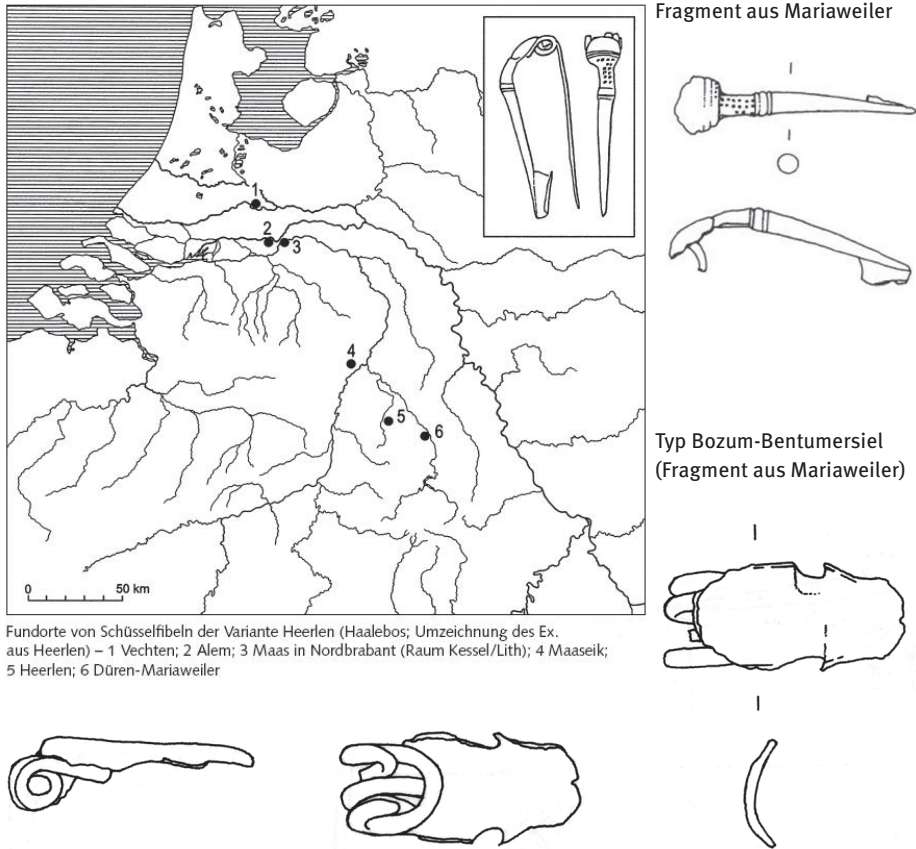 Fragment aus Mariaweiler
1
2
3
4
5
6
0 50 km
Fundorte von Schüsselfibeln der Variante Heerlen (Haalebos; Umzeichnung des Ex.
aus Heerlen) – 1 Vechten; 2 Alem; 3 Maas in Nordbrabant (Raum Kessel/Lith); 4 Maaseik;
5 Heerlen; 6 Düren-Mariaweiler
Typ Bozum-Bentumersiel
(Fragment aus Mariaweiler)